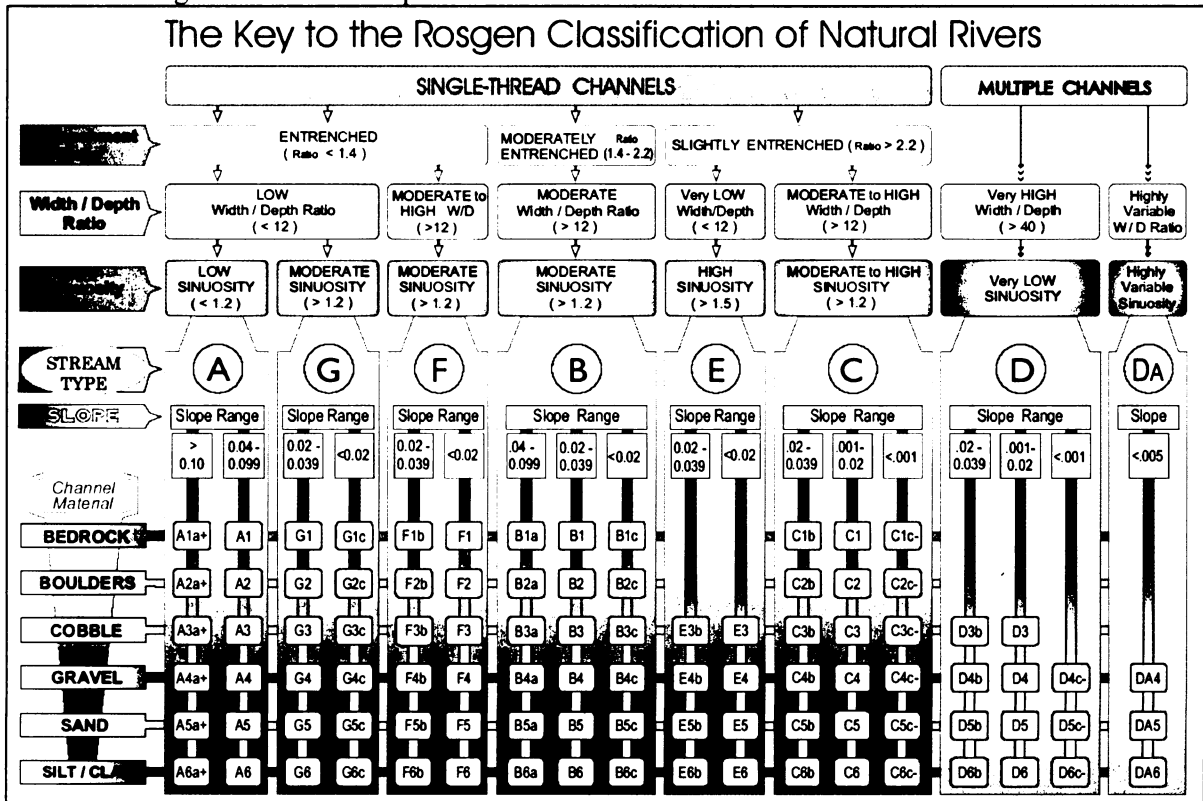 The Key to the Rosgen Classification of Natural Rivers
SINGLE-THREAD CHANNELS
MULTIPLE CHANNELS
ENTRENCHED
( Ratio < 1.4 )
MODERATELY Ratio
ENTRENCHED (1.4 - 2.2)
SLIGHTLY ENTRENCHED ( Ratio > 2.2 )
Width / Depth
Ratio
LOW
Width / Depth Ratio
( < 12 )
MODERATE to
HIGH W/D
( >12 )
MODERATE
Width / Depth Ratio
( > 12 )
Very LOW
Width/Depth
( < 12 )
MODERATE to HIGH
Width / Depth
( > 12 )
Very HIGH
Width / Depth
( > 40 )
Highly
Variable
W / D Ratio
LOW
SINUOSITY
( < 1.2 )
MODERATE
SINUOSITY
( > 1.2 )
MODERATE
SINUOSITY
( > 1.2 )
MODERATE
SINUOSITY
( > 1.2 )
HIGH
SINUOSITY
( > 1.5 )
MODERATE to HIGH
SINUOSITY
( > 1.2 )
Very LOW
SINUOSITY
Highly
Variable
Sinuosity
STREAM
TYPE
A G F B E C D DA
SLOPE
Slope Range Slope Range Slope Range Slope Range Slope Range Slope Range Slope Range Slope
>
0.10
0.04 -
0.099
0.02 -
0.039
<0.02
0.02 -
0.039
<0.02
.04 -
0.099
0.02 -
0.039
<0.02
0.02 -
0.039
<0.02
.02 -
0.039
.001-
0.02
<.001
.02 -
0.039
.001-
0.02
<.001
<.005
Channel
Material
BEDROCK A1a+ A1 G1 G1c F1b F1 B1a B1 B1c C1b C1 C1c-
BOULDERS A2a+ A2 G2 G2c F2b F2 B2a B2 B2c C2b C2 C2c-
COBBLE A3a+ A3 G3 G3c F3b F3 B3a B3 B3c E3b E3 C3b C3 C3c- D3b D3
GRAVEL A4a+ A4 G4 G4c F4b F4 B4a B4 B4c E4b E4 C4b C4 C4c- D4b D4 D4c- DA4
SAND A5a+ A5 G5 G5c F5b F5 B5a B5 B5c E5b E5 C5b C5 C5c- D5b D5 D5c- DA5
SILT / CLA A6a+ A6 G6 G6c F6b F6 B6a B6 B6c E6b E6 C6b C6 C6c- D6b D6 D6c- DA6